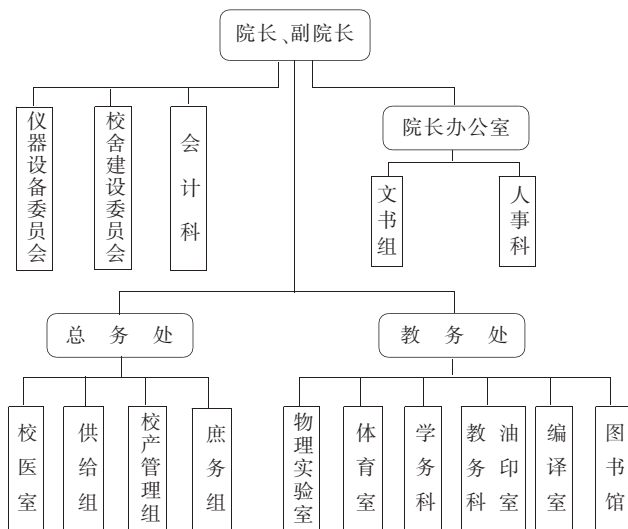 院长、副院长
仪器设备委员会
校舍建设委员会
会计科
院长办公室
文书组
人事科
总务处
教务处
校医室
供给组
校产管理组
庶务组
物理实验室
体育室
学务科
教务科
油印室
编译室
图书馆